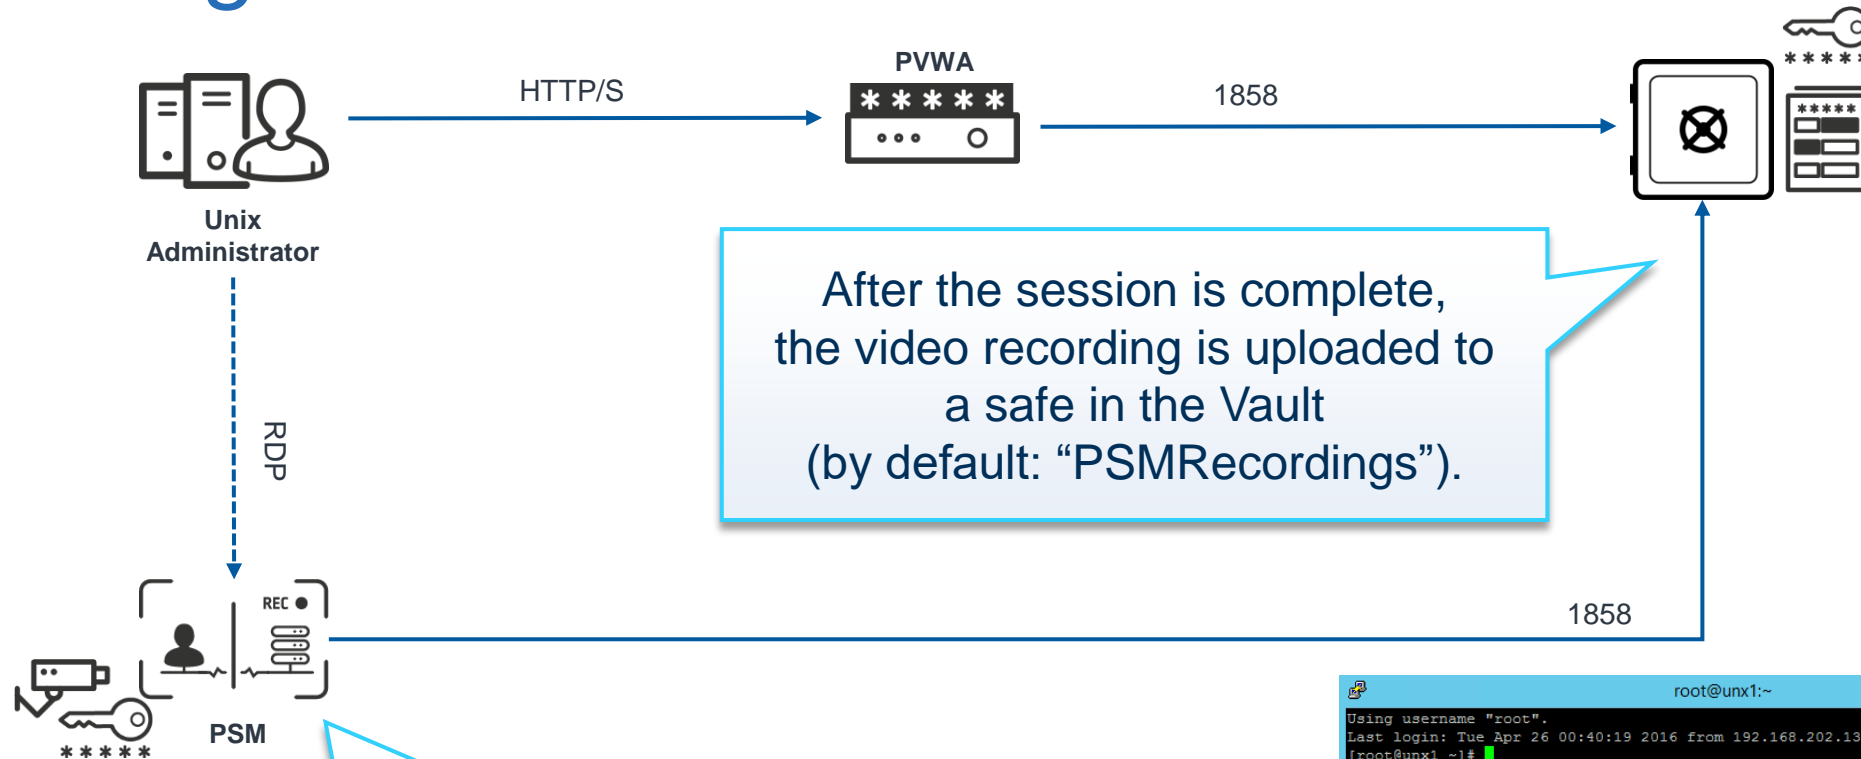 PVWA
HTTP/S
1858
* * * * *
* * * * *
*****
Unix
Administrator
After the session is complete,
the video recording is uploaded to
a safe in the Vault
(by default: “PSMRecordings”).
RDP
REC
1858
PSM
* * * * *
root@unx1:~
Using username "root".
Last login: Tue Apr 26 00:40:19 2016 from 192.168.202.13
[root@unx1 ~]#